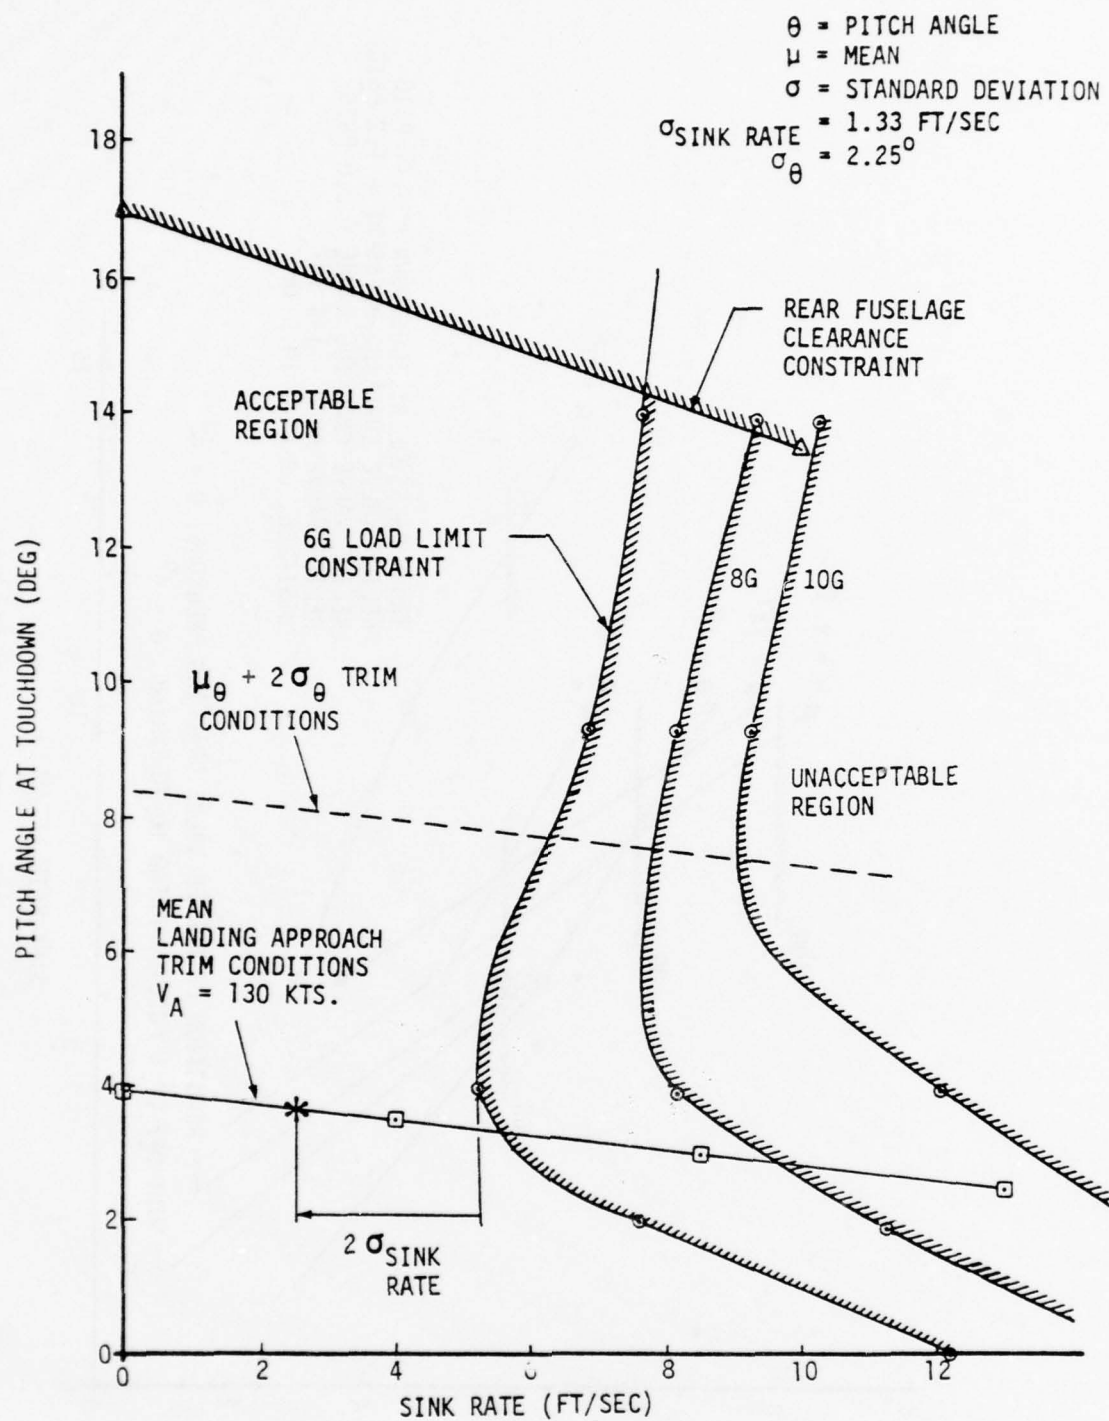 θ = PITCH ANGLE
μ = MEAN
σ = STANDARD DEVIATION
σSINK RATE = 1.33 FT/SEC
σθ = 2.25°
18
16
14
12
10
8
6
4
2
0
PITCH ANGLE AT TOUCHDOWN (DEG)
REAR FUSELAGE
CLEARANCE
CONSTRAINT
ACCEPTABLE
REGION
6G LOAD LIMIT
CONSTRAINT
8G
10G
μθ + 2σθ TRIM
CONDITIONS
UNACCEPTABLE
REGION
MEAN
LANDING APPROACH
TRIM CONDITIONS
VA = 130 KTS.
2 σSINK
RATE
0 2 4 6 8 10 12
SINK RATE (FT/SEC)